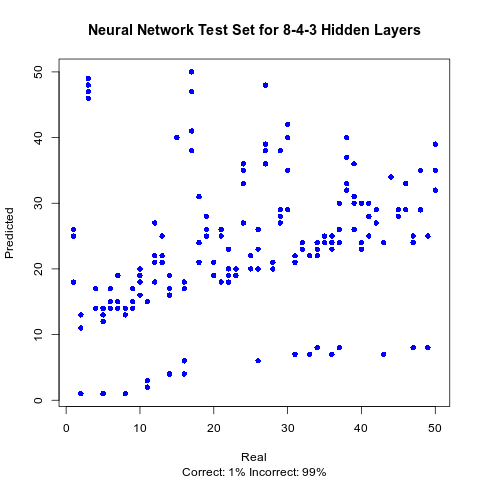 Neural Network Test Set for 8-4-3 Hidden Layers
50
40
30
20
10
0
Predicted
0 10 20 30 40 50
Real
Correct: 1% Incorrect: 99%